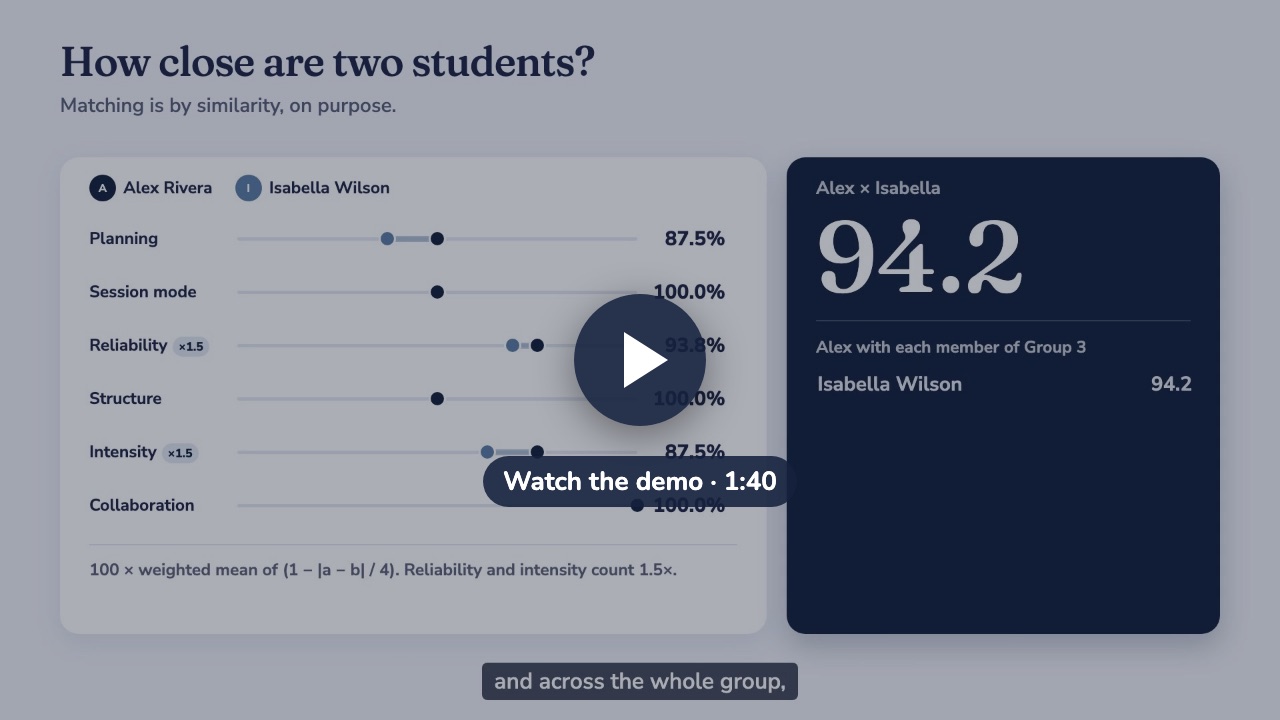 How close are two students?
Matching is by similarity, on purpose.
A Alex Rivera I Isabella Wilson
Planning 87.5%
Session mode 100.0%
Reliability ×1.5 93.8%
Structure 100.0%
Intensity ×1.5 87.5%
Watch the demo · 1:40
Collaboration 100.0%
100 × weighted mean of (1 − |a − b| / 4). Reliability and intensity count 1.5×.
Alex × Isabella
94.2
Alex with each member of Group 3
Isabella Wilson 94.2
and across the whole group,